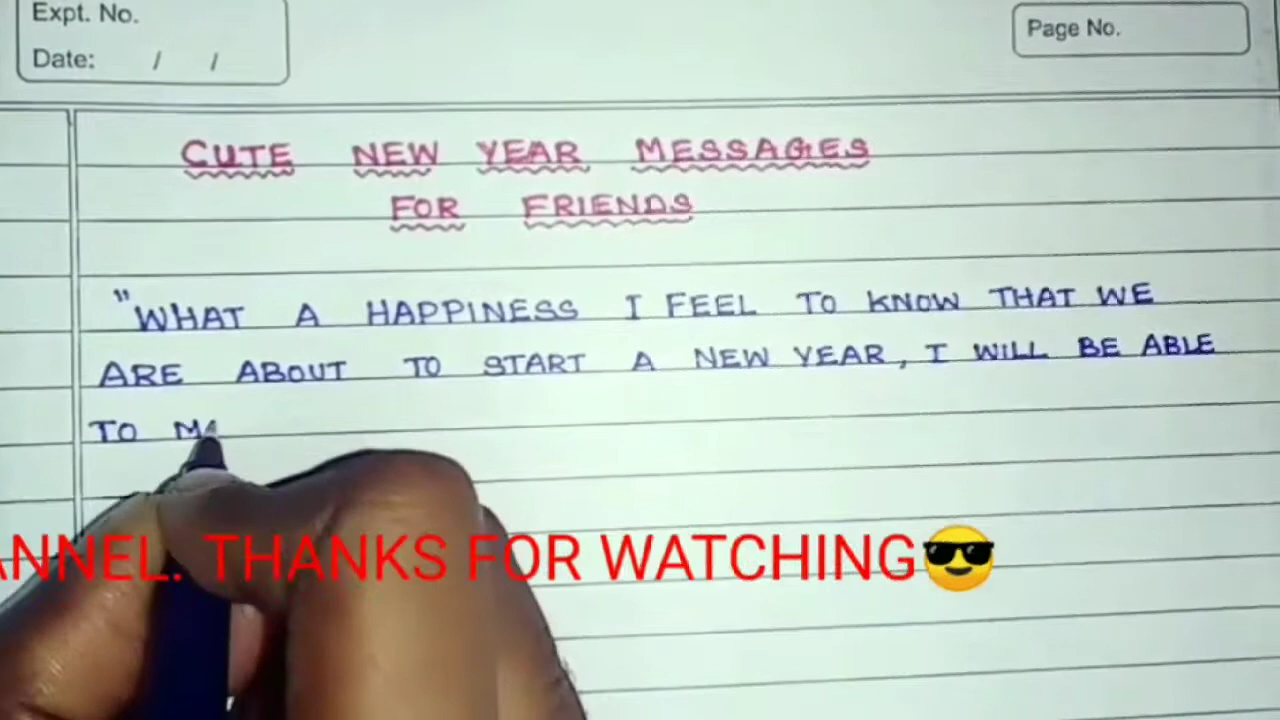 Expt. No.
Date: / /
Page No.
CUTE NEW YEAR MESSAGES
FOR FRIENDS
"WHAT A HAPPINESS I FEEL TO KNOW THAT WE
ARE ABOUT TO START A NEW YEAR, I WILL BE ABLE
TO MA
ANNEL. THANKS FOR WATCHING😎